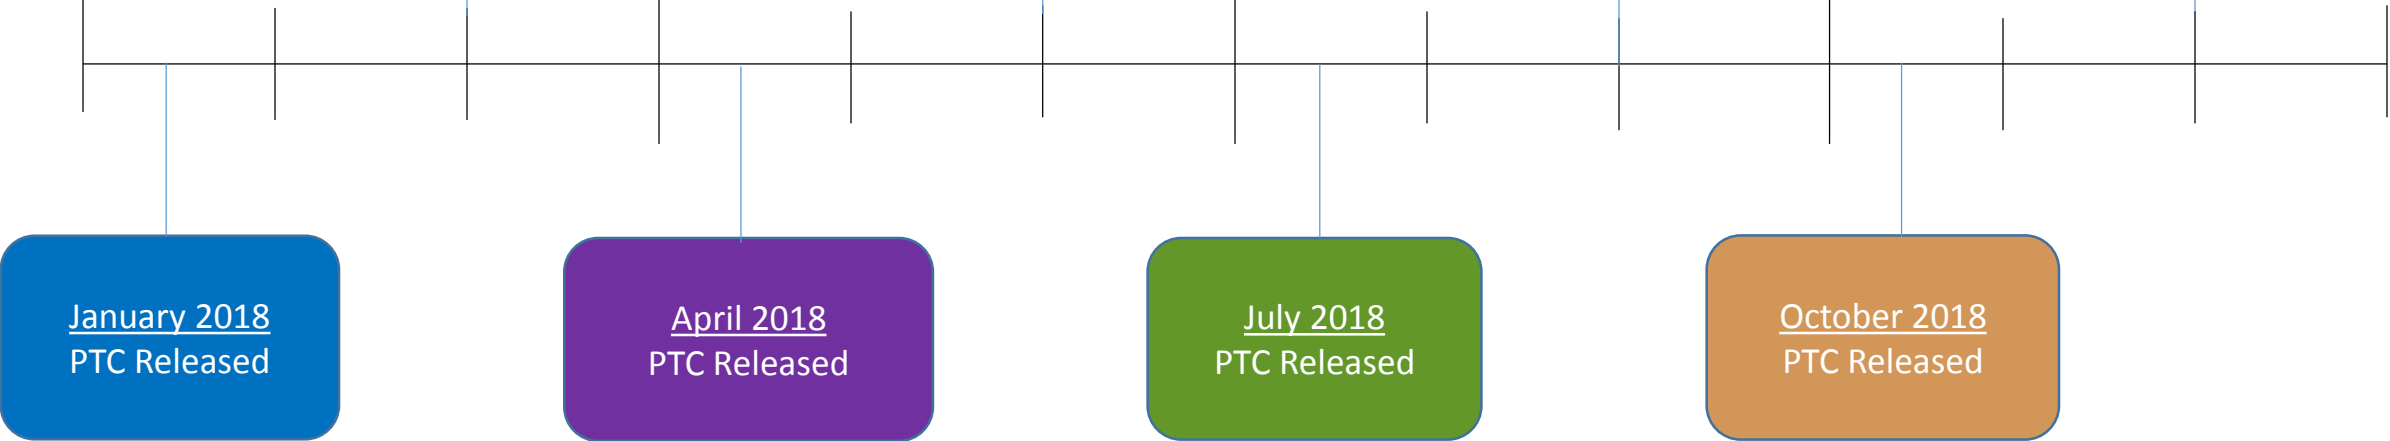 January 2018
PTC Released
April 2018
PTC Released
July 2018
PTC Released
October 2018
PTC Released